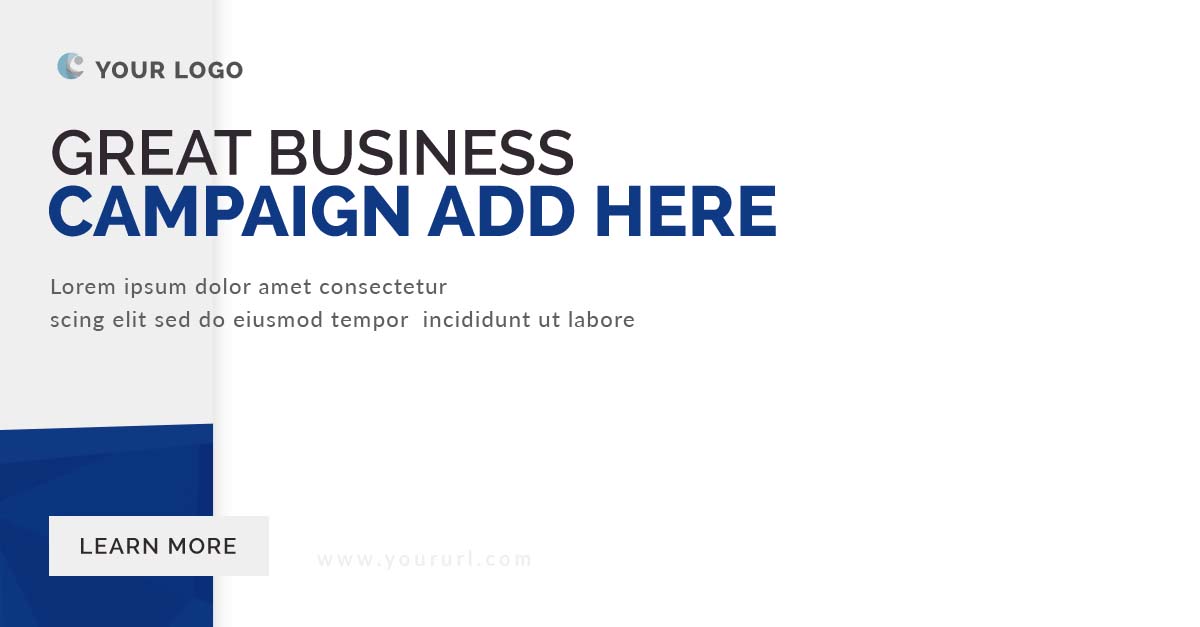 YOUR LOGO
GREAT BUSINESS
CAMPAIGN ADD HERE
Lorem ipsum dolor amet consectetur
scing elit sed do eiusmod tempor  incididunt ut labore
LEARN MORE
www.yoururl.com